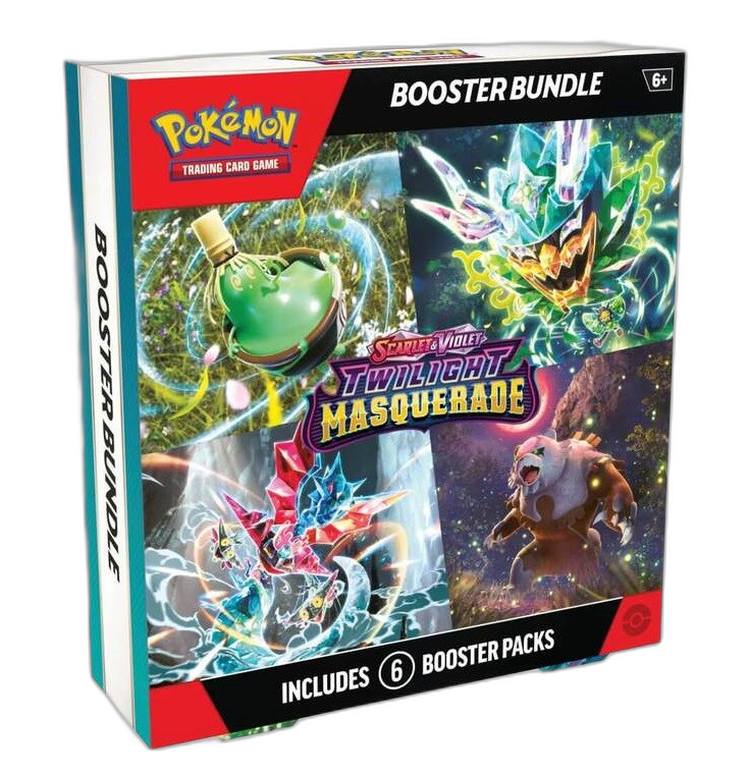 BOOSTER BUNDLE
6+
POKéMON
TRADING CARD GAME
BOOSTER BUNDLE
SCARLET & VIOLET
TWILIGHT
MASQUERADE
INCLUDES 6 BOOSTER PACKS